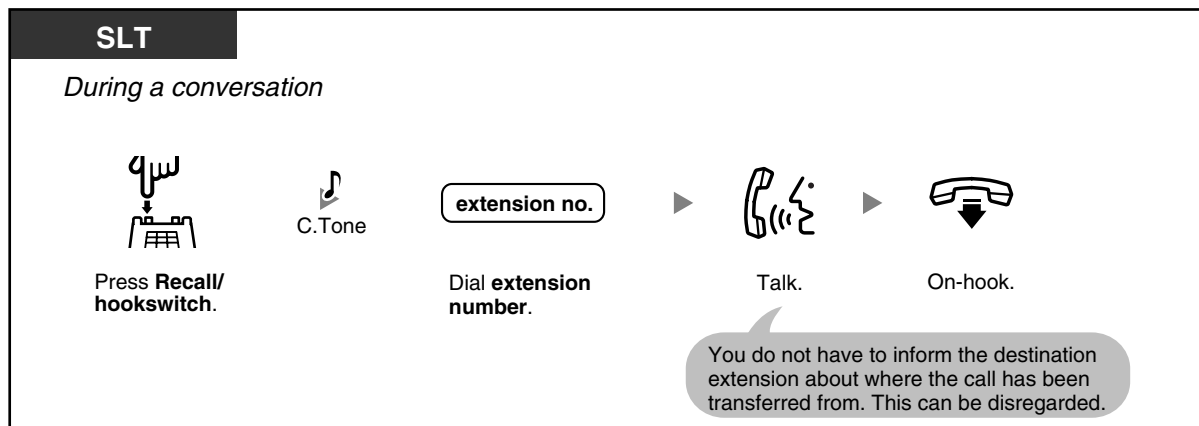 SLT
During a conversation
C.Tone
extension no.
Press Recall/
hookswitch.
Dial extension
number.
Talk.
On-hook.
You do not have to inform the destination
extension about where the call has been
transferred from. This can be disregarded.